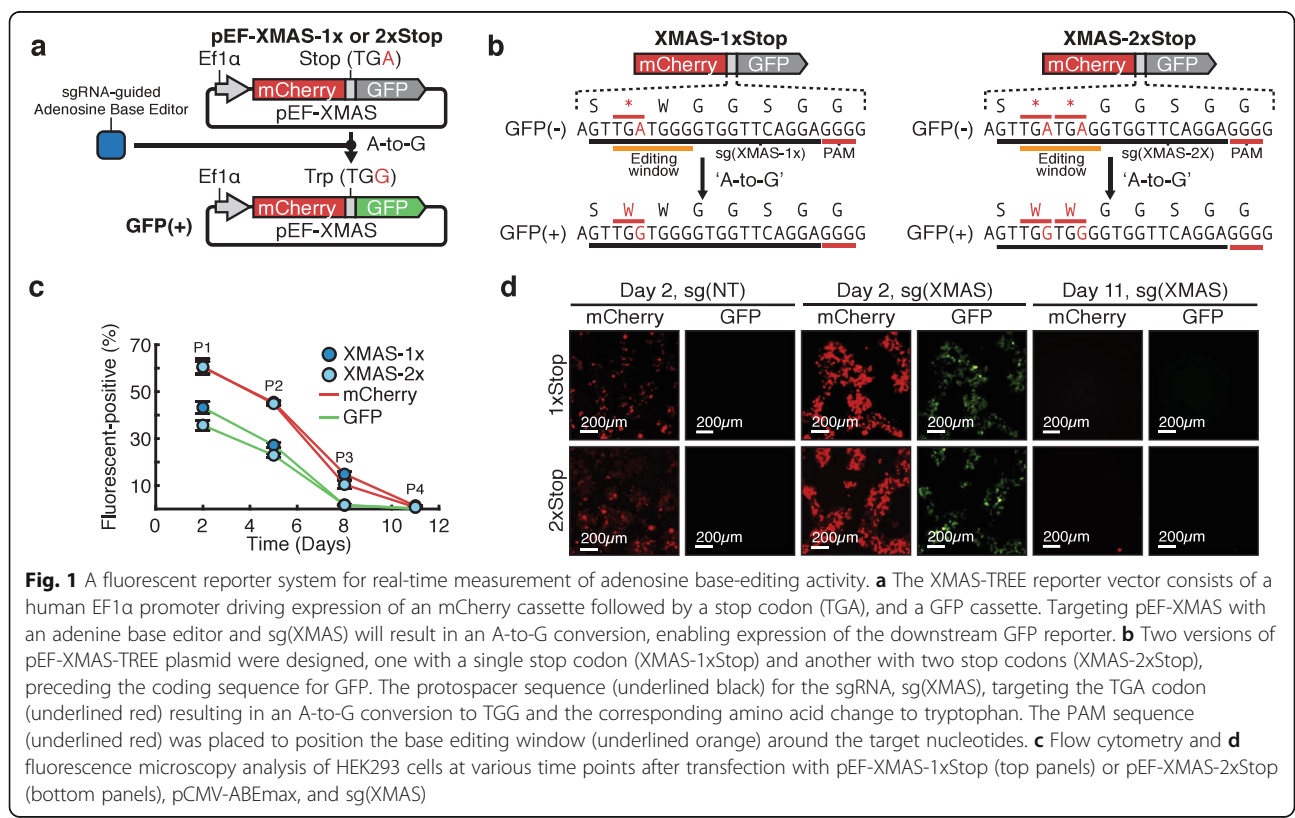 a
pEF-XMAS-1x or 2xStop
Ef1α Stop (TGA)
mCherry GFP
pEF-XMAS
sgRNA-guided
Adenosine Base Editor
A-to-G
Ef1α Trp (TGG)
mCherry GFP
GFP(+) pEF-XMAS
b
XMAS-1xStop
mCherry GFP
S * W G G S G G
GFP(-) AGTTGATGGGGTGGTTCAGGAGGGG
Editing
window
sg(XMAS-1x) PAM
'A-to-G'
S W W G G S G G
GFP(+) AGTTGGTGGGGTGGTTCAGGAGGGG
XMAS-2xStop
mCherry GFP
S * * G G S G G
GFP(-) AGTTGATGAGGTGGTTCAGGAGGGG
Editing
window
sg(XMAS-2X) PAM
'A-to-G'
S W W G G S G G
GFP(+) AGTTGGTGGGGTGGTTCAGGAGGGG
c
Fluorescent-positive (%)
70
50
30
10
0 2 4 6 8 10 12
Time (Days)
P1
P2
P3
P4
XMAS-1x
XMAS-2x
mCherry
GFP
d
Day 2, sg(NT) Day 2, sg(XMAS) Day 11, sg(XMAS)
mCherry GFP mCherry GFP mCherry GFP
1xStop
200µm 200µm 200µm 200µm 200µm 200µm
2xStop
200µm 200µm 200µm 200µm 200µm 200µm
Fig. 1 A fluorescent reporter system for real-time measurement of adenosine base-editing activity. a The XMAS-TREE reporter vector consists of a
human EF1α promoter driving expression of an mCherry cassette followed by a stop codon (TGA), and a GFP cassette. Targeting pEF-XMAS with
an adenine base editor and sg(XMAS) will result in an A-to-G conversion, enabling expression of the downstream GFP reporter. b Two versions of
pEF-XMAS-TREE plasmid were designed, one with a single stop codon (XMAS-1xStop) and another with two stop codons (XMAS-2xStop),
preceding the coding sequence for GFP. The protospacer sequence (underlined black) for the sgRNA, sg(XMAS), targeting the TGA codon
(underlined red) resulting in an A-to-G conversion to TGG and the corresponding amino acid change to tryptophan. The PAM sequence
(underlined red) was placed to position the base editing window (underlined orange) around the target nucleotides. c Flow cytometry and d
fluorescence microscopy analysis of HEK293 cells at various time points after transfection with pEF-XMAS-1xStop (top panels) or pEF-XMAS-2xStop
(bottom panels), pCMV-ABEmax, and sg(XMAS)